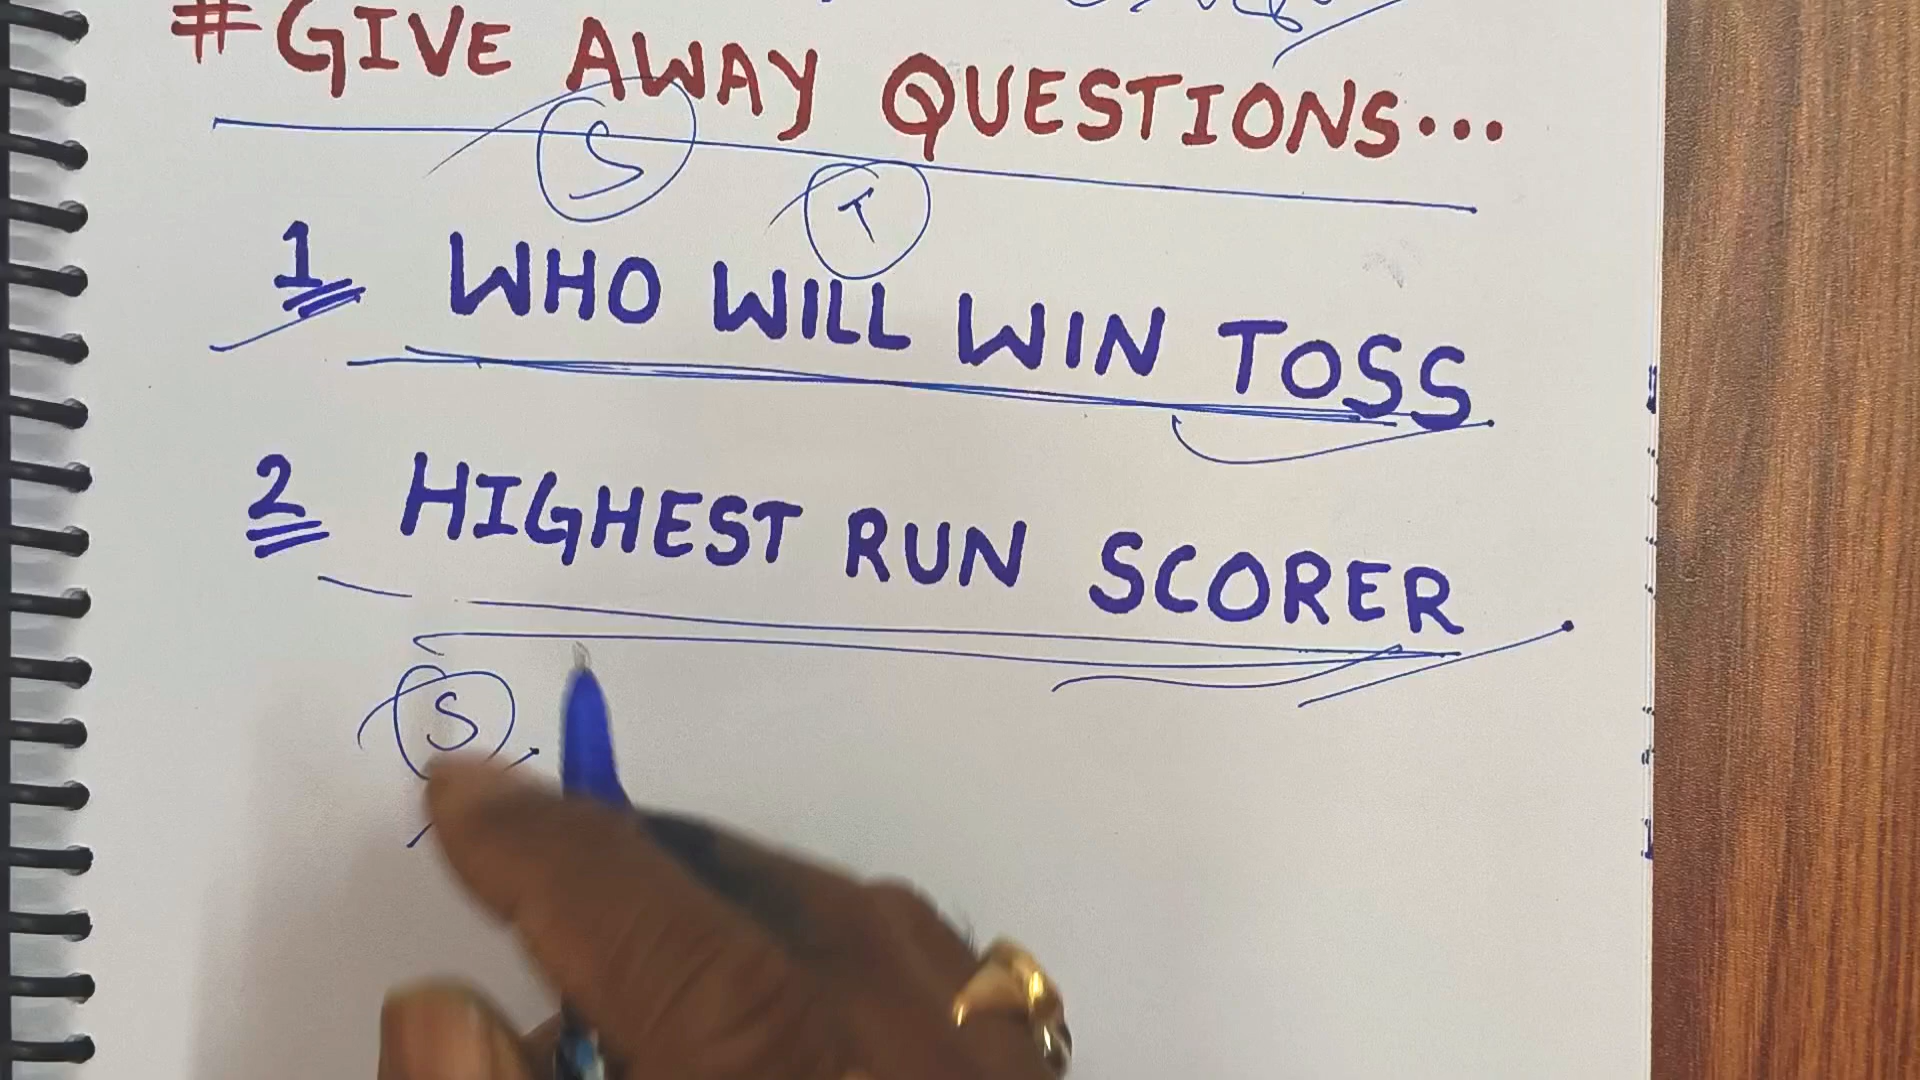 #GIVE AWAY QUESTIONS...
S
T
1 WHO WILL WIN TOSS
2 HIGHEST RUN SCORER
S